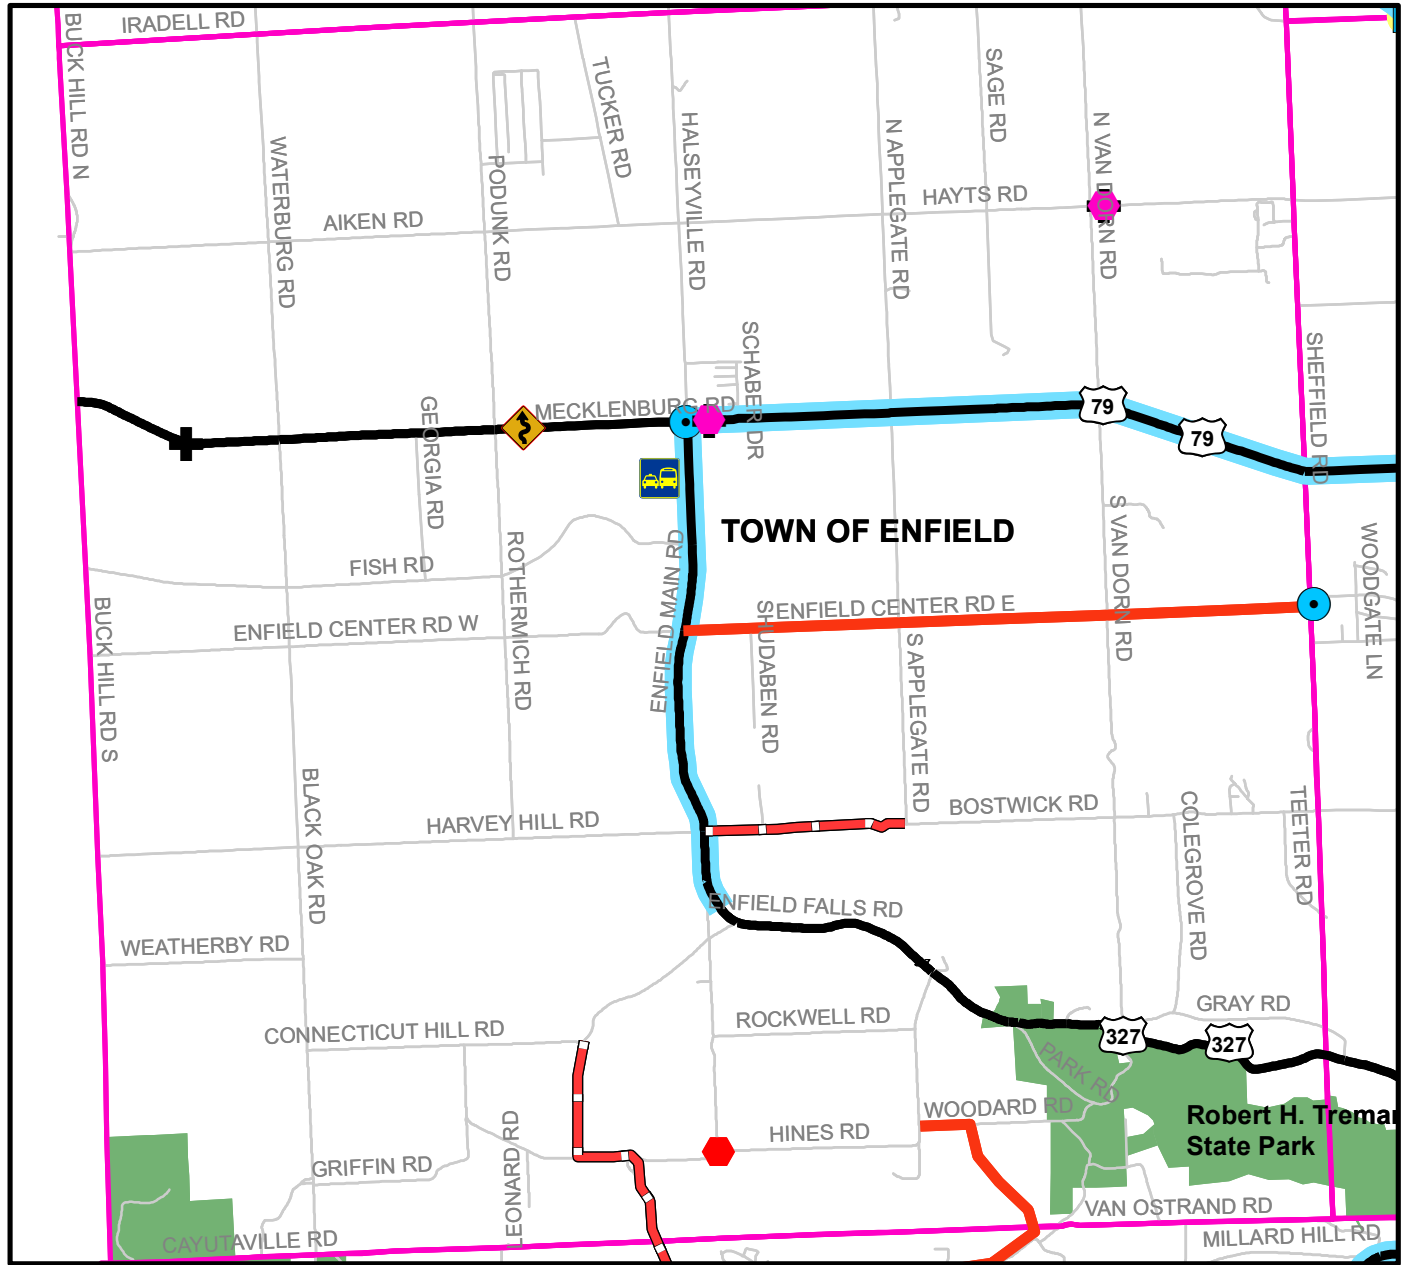 IRADELL RD
BUCK HILL RD N
WATERBURG RD
PODUNK RD
TUCKER RD
HALSEYVILLE RD
N APPLEGATE RD
SAGE RD
N VAN DORN RD
AIKEN RD
HAYTS RD
SCHABER DR
SHEFFIELD RD
MECKLENBURG RD
79
79
GEORGIA RD
TOWN OF ENFIELD
FISH RD
ROTHERMICH RD
ENFIELD MAIN RD
S VAN DORN RD
WOODGATE LN
BUCK HILL RD S
ENFIELD CENTER RD W
SHUDABEN RD
ENFIELD CENTER RD E
S APPLEGATE RD
BLACK OAK RD
HARVEY HILL RD
BOSTWICK RD
COLEGROVE RD
TEETER RD
ENFIELD FALLS RD
WEATHERBY RD
CONNECTICUT HILL RD
ROCKWELL RD
GRAY RD
327
327
PARK RD
WOODARD RD
Robert H. Treman
State Park
HINES RD
LEONARD RD
GRIFFIN RD
VAN OSTRAND RD
CAYUTAVILLE RD
MILLARD HILL RD